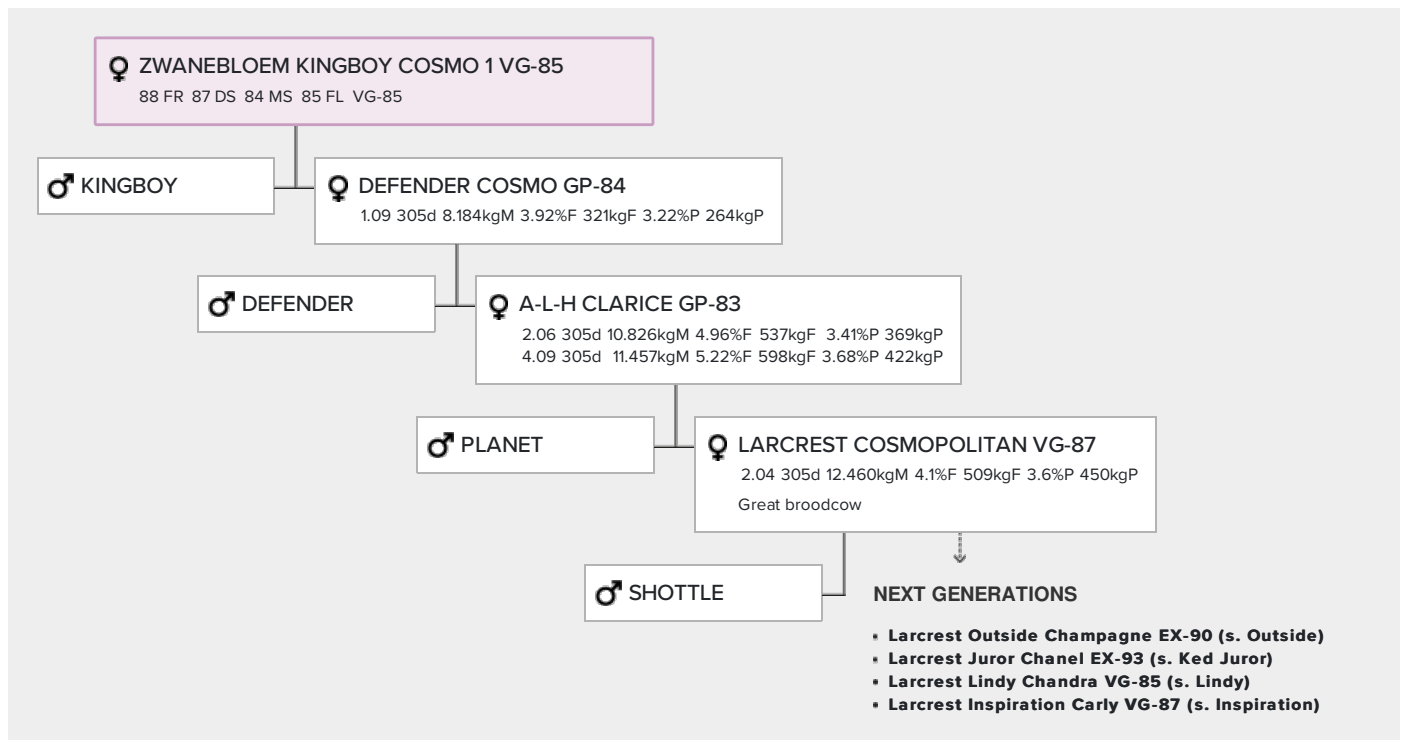 ZWANEBLOEM KINGBOY COSMO 1 VG-85
88 FR 87 DS 84 MS 85 FL VG-85
KINGBOY
DEFENDER COSMO GP-84
1.09 305d 8.184kgM 3.92%F 321kgF 3.22%P 264kgP
DEFENDER
A-L-H CLARICE GP-83
2.06 305d 10.826kgM 4.96%F 537kgF 3.41%P 369kgP
4.09 305d 11.457kgM 5.22%F 598kgF 3.68%P 422kgP
PLANET
LARCREST COSMOPOLITAN VG-87
2.04 305d 12.460kgM 4.1%F 509kgF 3.6%P 450kgP
Great broodcow
SHOTTLE
NEXT GENERATIONS
Larcrest Outside Champagne EX-90 (s. Outside)
Larcrest Juror Chanel EX-93 (s. Ked Juror)
Larcrest Lindy Chandra VG-85 (s. Lindy)
Larcrest Inspiration Carly VG-87 (s. Inspiration)